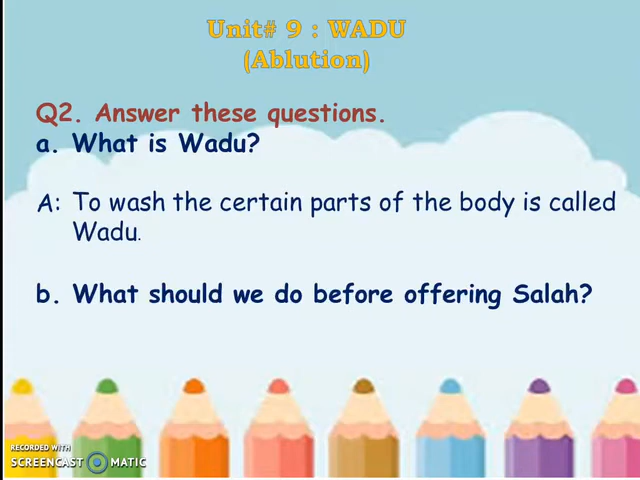 Unit# 9 : WADU
(Ablution)
Q2. Answer these questions.
a. What is Wadu?
A: To wash the certain parts of the body is called
Wadu.
b. What should we do before offering Salah?
RECORDED WITH
SCREENCAST MATIC